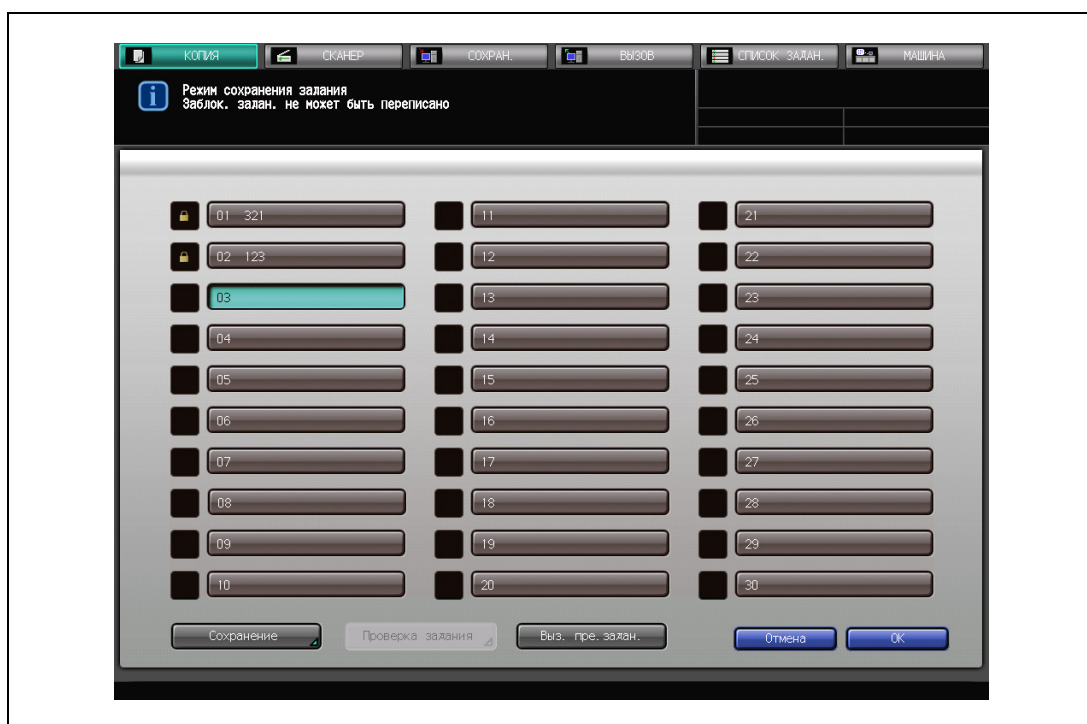 КОПИЯ
СКАНЕР
СОХРАН.
ВЫЗОВ
СПИСОК ЗАДАН.
МАШИНА
Режим сохранения задания
Заблок. задан. не может быть переписано
01 321
02 123
03
04
05
06
07
08
09
10
11
12
13
14
15
16
17
18
19
20
21
22
23
24
25
26
27
28
29
30
Сохранение
Проверка задания
Выз. пре.задан.
Отмена
OK